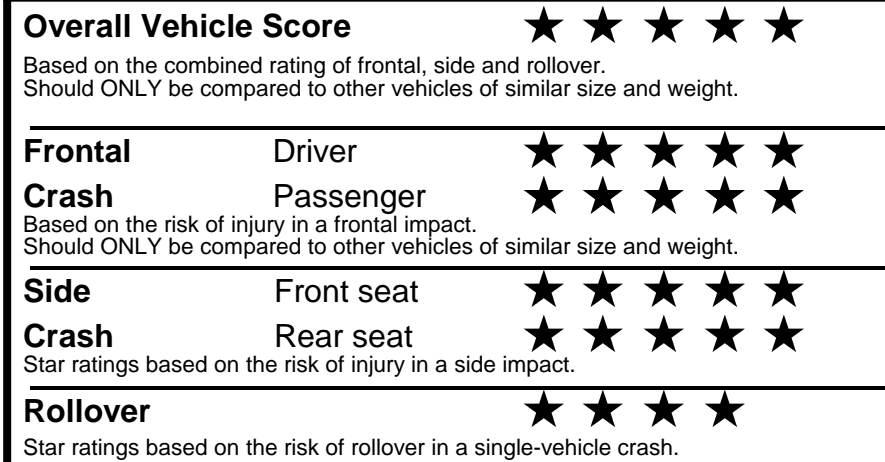 Overall Vehicle Score ★ ★ ★ ★ ★
Based on the combined rating of frontal, side and rollover.
Should ONLY be compared to other vehicles of similar size and weight.
Frontal Driver ★ ★ ★ ★ ★
Crash Passenger ★ ★ ★ ★ ★
Based on the risk of injury in a frontal impact.
Should ONLY be compared to other vehicles of similar size and weight.
Side Front seat ★ ★ ★ ★ ★
Crash Rear seat ★ ★ ★ ★ ★
Star ratings based on the risk of injury in a side impact.
Rollover ★ ★ ★ ★
Star ratings based on the risk of rollover in a single-vehicle crash.